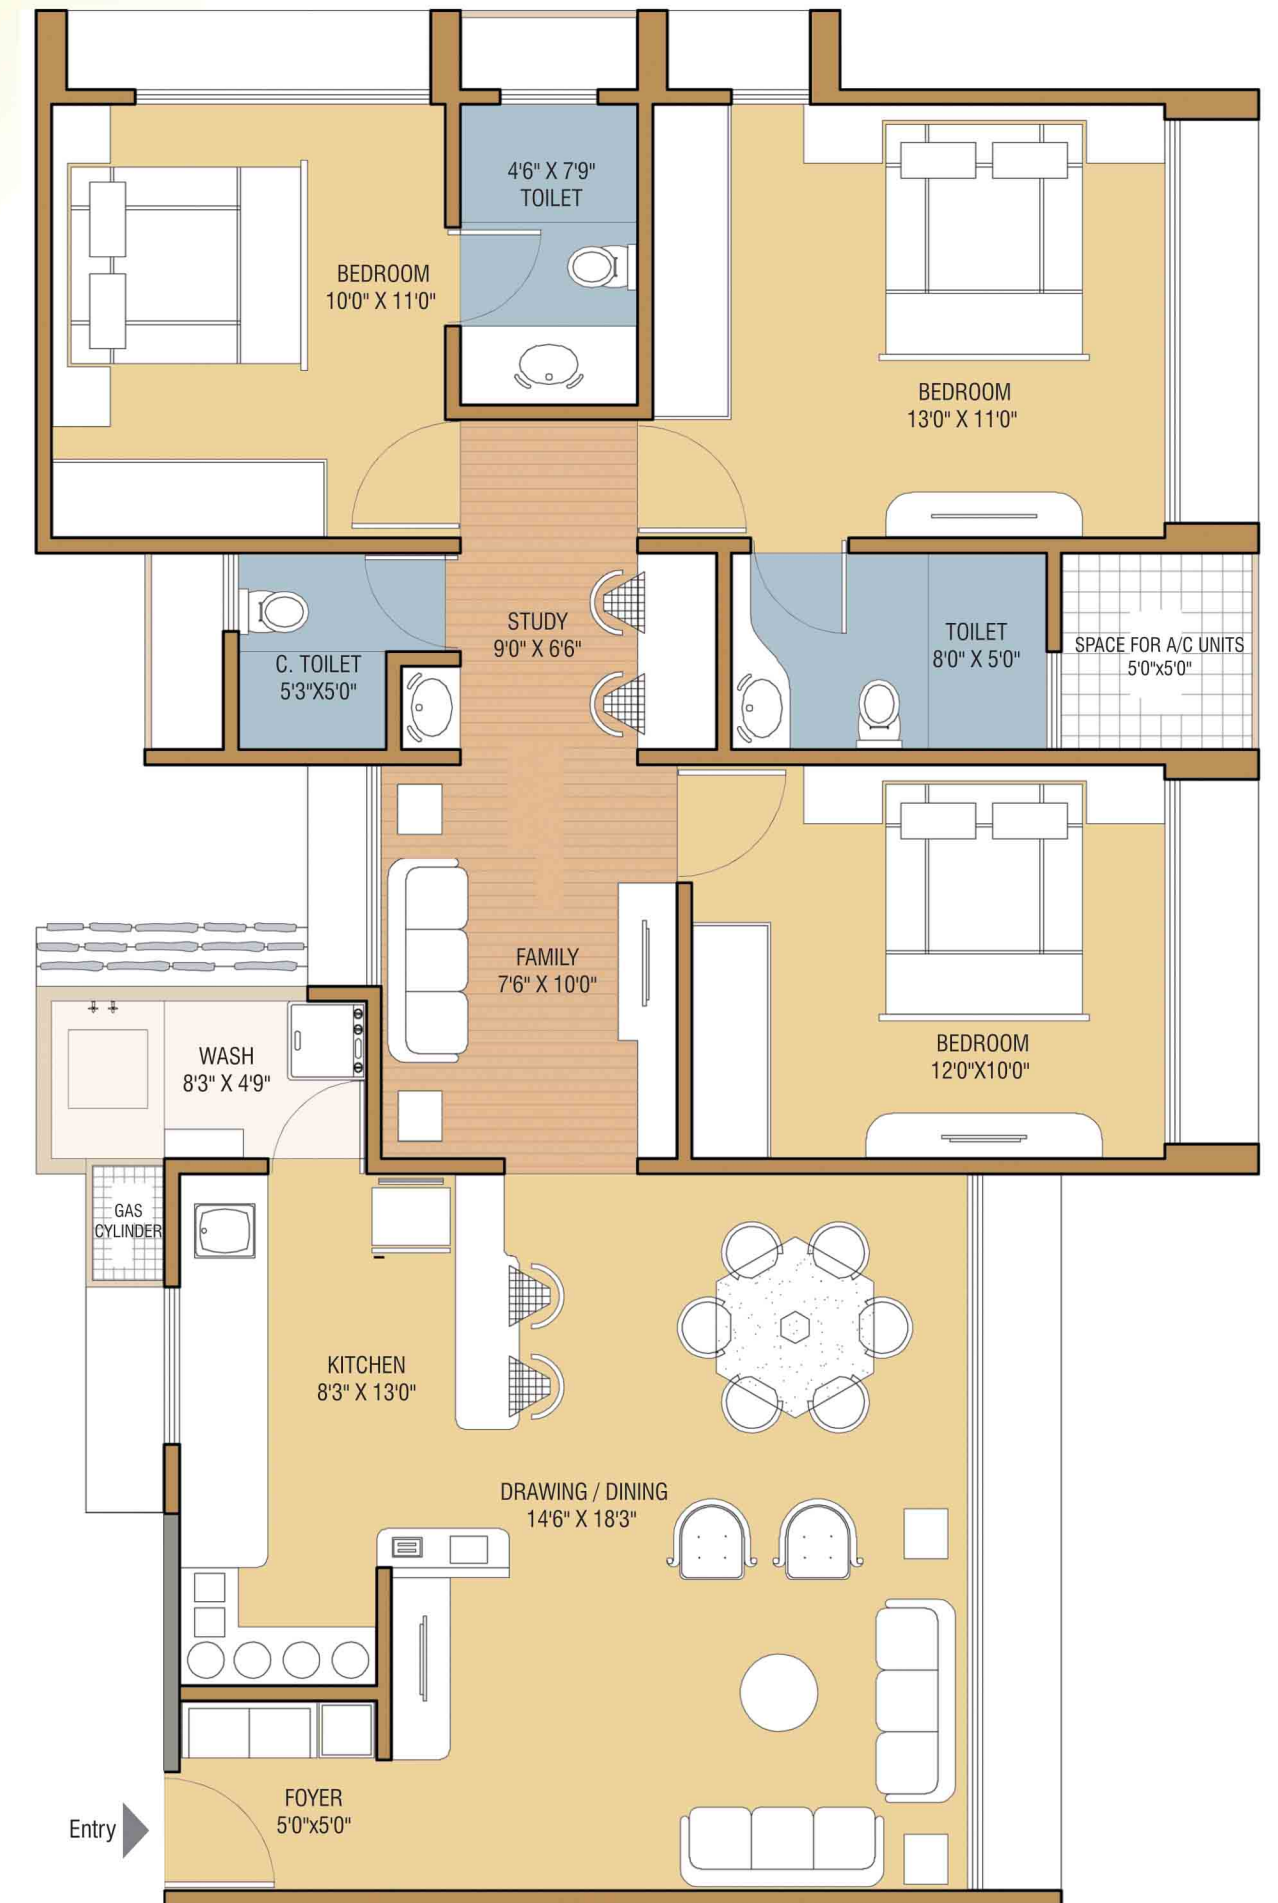 4'6" X 7'9"
TOILET
BEDROOM
10'0" X 11'0"
BEDROOM
13'0" X 11'0"
STUDY
9'0" X 6'6"
C. TOILET
5'3"X5'0"
TOILET
8'0" X 5'0"
SPACE FOR A/C UNITS
5'0"x5'0"
FAMILY
7'6" X 10'0"
WASH
8'3" X 4'9"
BEDROOM
12'0"X10'0"
GAS
CYLINDER
KITCHEN
8'3" X 13'0"
DRAWING / DINING
14'6" X 18'3"
FOYER
5'0"x5'0"
Entry